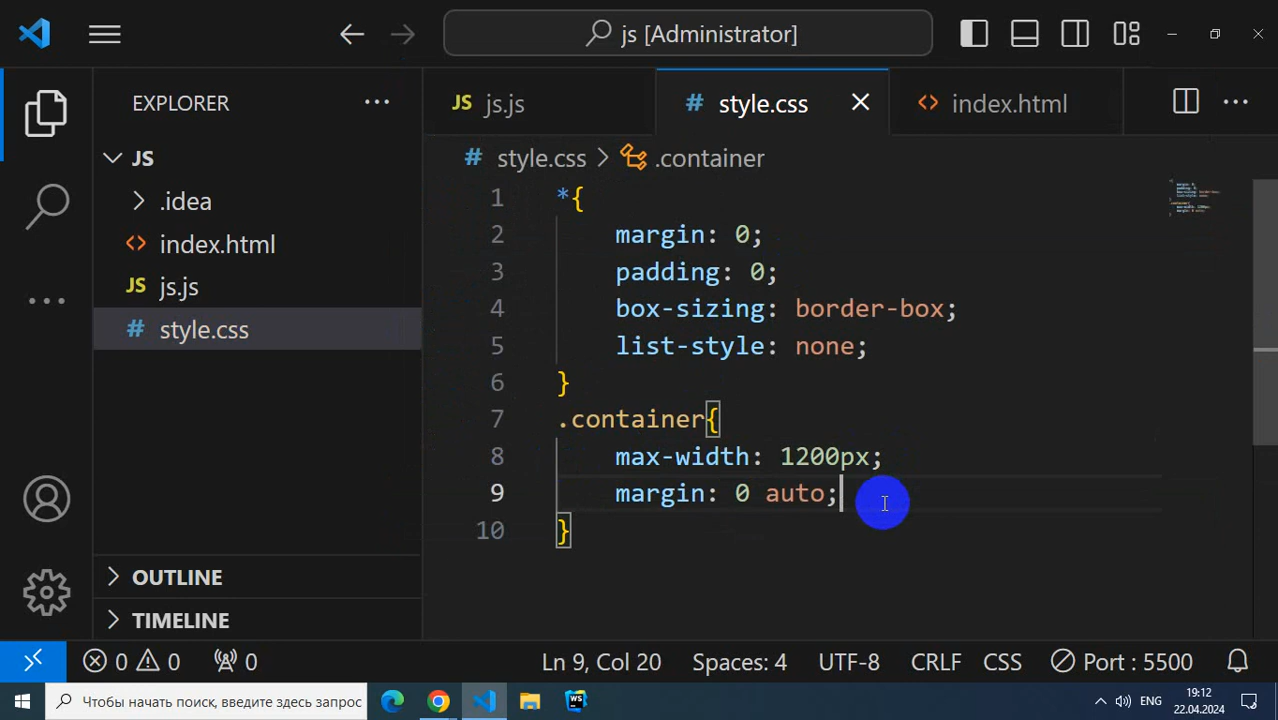 js [Administrator]
EXPLORER
JS
.idea
index.html
JS js.js
# style.css
OUTLINE
TIMELINE
JS js.js
# style.css
<> index.html
# style.css > .container
1 *{
2 margin: 0;
3 padding: 0;
4 box-sizing: border-box;
5 list-style: none;
6 }
7 .container{
8 max-width: 1200px;
9 margin: 0 auto;
10 }
0 0 0 Ln 9, Col 20 Spaces: 4 UTF-8 CRLF CSS Port : 5500
Чтобы начать поиск, введите здесь запрос
WS
ENG
19:12
22.04.2024